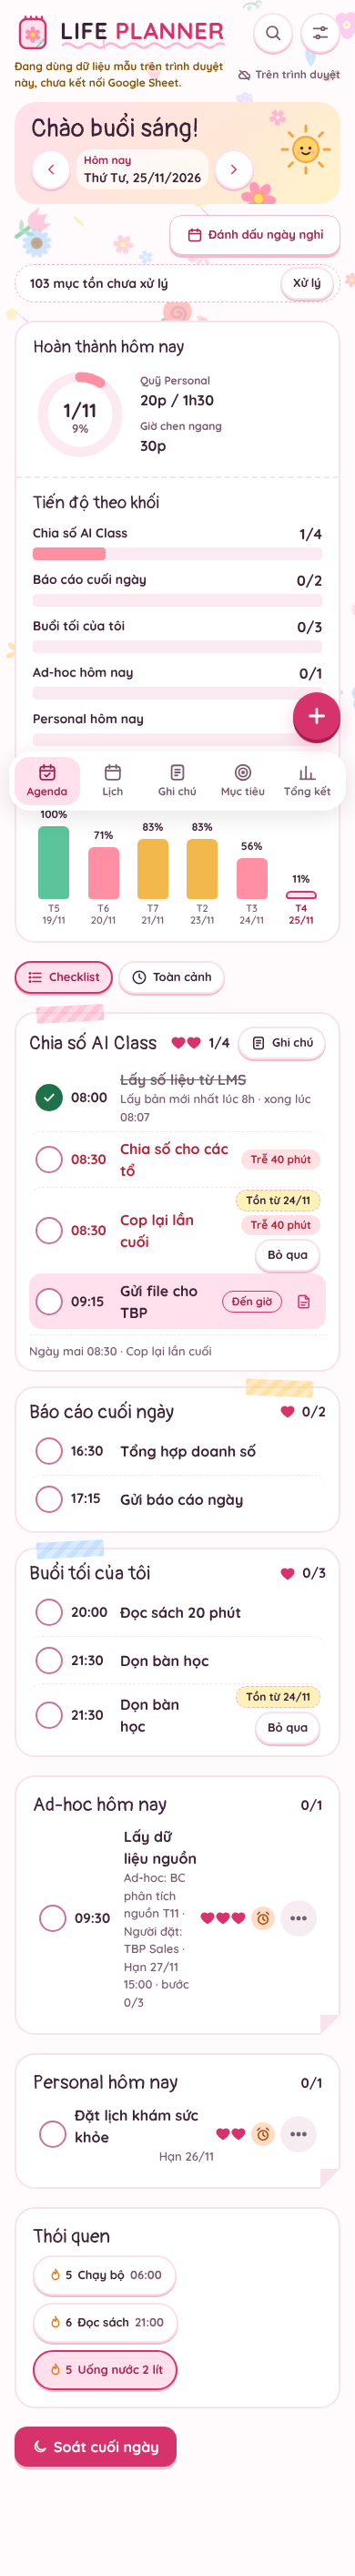 LIFE PLANNER
Đang dùng dữ liệu mẫu trên trình duyệt
này, chưa kết nối Google Sheet.
Trên trình duyệt
Chào buổi sáng!
Hôm nay
Thứ Tư, 25/11/2026
Đánh dấu ngày nghỉ
103 mục tồn chưa xử lý
Xử lý
Hoàn thành hôm nay
1/11
9%
Quỹ Personal
20p / 1h30
Giờ chen ngang
30p
Tiến độ theo khối
Chia số AI Class 1/4
Báo cáo cuối ngày 0/2
Buổi tối của tôi 0/3
Ad-hoc hôm nay 0/1
Personal hôm nay
Agenda Lịch Ghi chú Mục tiêu Tổng kết
100% 71% 83% 83% 56% 11%
T5 T6 T7 T2 T3 T4
19/11 20/11 21/11 23/11 24/11 25/11
Checklist
Toàn cảnh
Chia số AI Class 1/4 Ghi chú
08:00 Lấy số liệu từ LMS
Lấy bản mới nhất lúc 8h · xong lúc
08:07
08:30 Chia số cho các
tổ
Trễ 40 phút
08:30 Cop lại lần
cuối
Tồn từ 24/11
Trễ 40 phút
Bỏ qua
09:15 Gửi file cho
TBP
Đến giờ
Ngày mai 08:30 · Cop lại lần cuối
Báo cáo cuối ngày 0/2
16:30 Tổng hợp doanh số
17:15 Gửi báo cáo ngày
Buổi tối của tôi 0/3
20:00 Đọc sách 20 phút
21:30 Dọn bàn học
21:30 Dọn bàn
học
Tồn từ 24/11
Bỏ qua
Ad-hoc hôm nay 0/1
09:30
Lấy dữ
liệu nguồn
Ad-hoc: BC
phân tích
nguồn T11 ·
Người đặt:
TBP Sales ·
Hạn 27/11
15:00 · bước
0/3
Personal hôm nay 0/1
Đặt lịch khám sức
khỏe
Hạn 26/11
Thói quen
5 Chạy bộ 06:00
6 Đọc sách 21:00
5 Uống nước 2 lít
Soát cuối ngày